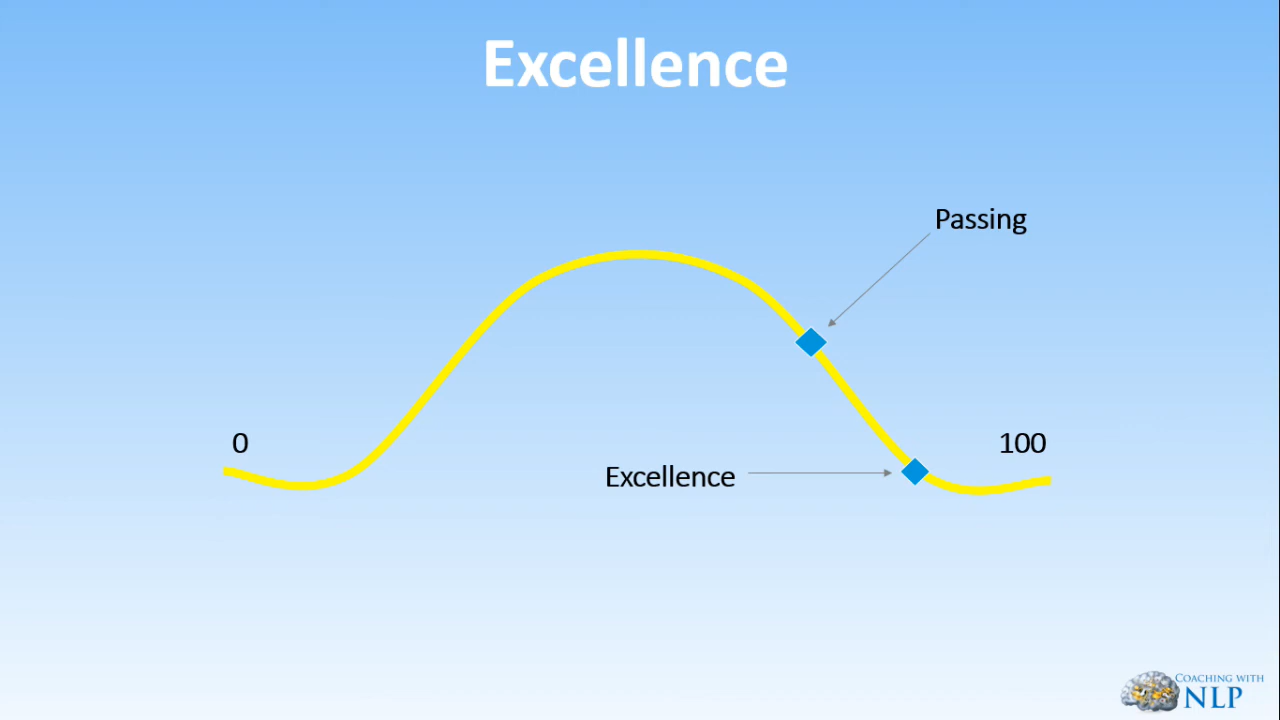 Excellence
Passing
0
100
Excellence
COACHING WITH
NLP